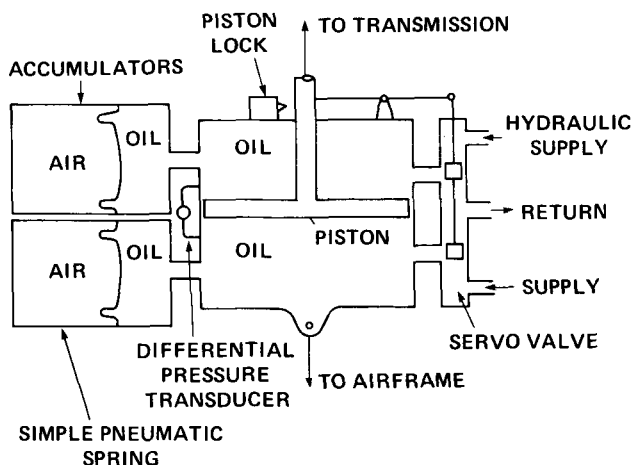 PISTON
LOCK
TO TRANSMISSION
ACCUMULATORS
OIL
OIL
AIR
HYDRAULIC
SUPPLY
RETURN
PISTON
OIL
OIL
AIR
SUPPLY
SERVO VALVE
DIFFERENTIAL
PRESSURE
TRANSDUCER
TO AIRFRAME
SIMPLE PNEUMATIC
SPRING